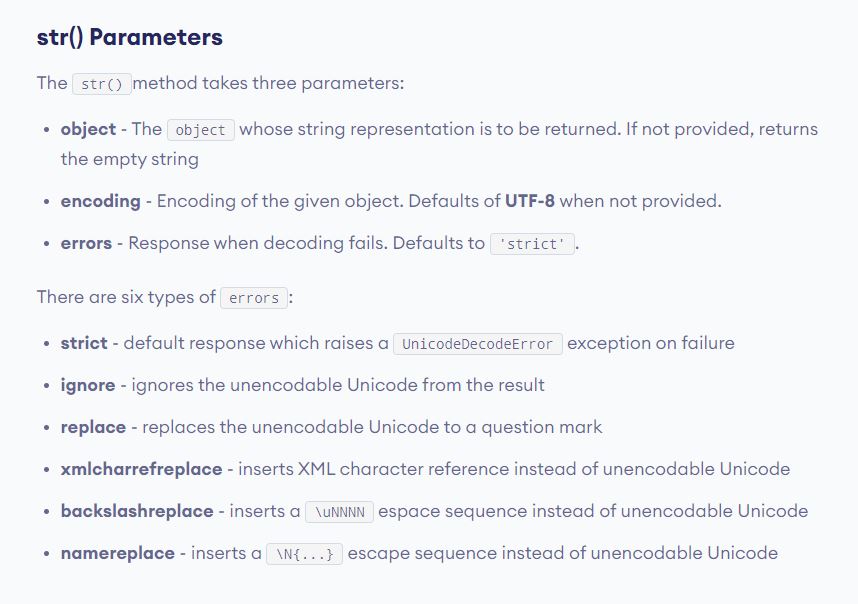 str() Parameters
The str() method takes three parameters:
• object - The object whose string representation is to be returned. If not provided, returns
the empty string
• encoding - Encoding of the given object. Defaults of UTF-8 when not provided.
• errors - Response when decoding fails. Defaults to 'strict'.
There are six types of errors:
• strict - default response which raises a UnicodeDecodeError exception on failure
• ignore - ignores the unencodable Unicode from the result
• replace - replaces the unencodable Unicode to a question mark
• xmlcharrefreplace - inserts XML character reference instead of unencodable Unicode
• backslashreplace - inserts a \uNNNN espace sequence instead of unencodable Unicode
• namereplace - inserts a \N{...} escape sequence instead of unencodable Unicode